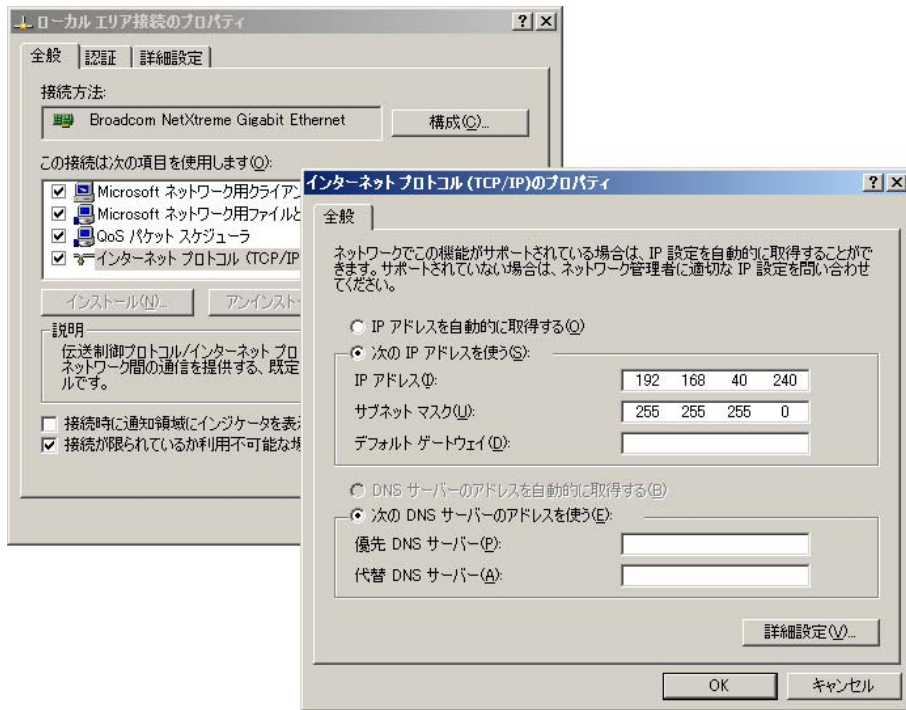 ローカル エリア接続のプロパティ
全般
認証
詳細設定
接続方法:
Broadcom NetXtreme Gigabit Ethernet
構成(C)...
この接続は次の項目を使用します(O):
Microsoft ネットワーク用クライアン
Microsoft ネットワーク用ファイルと
QoS パケット スケジューラ
インターネット プロトコル (TCP/IP
インストール(N)...
アンインスト
説明
伝送制御プロトコル/インターネット プロ
ネットワーク間の通信を提供する、既定
ルです。
接続時に通知領域にインジケータを表
接続が限られているか利用不可能な場
インターネット プロトコル (TCP/IP)のプロパティ
全般
ネットワークでこの機能がサポートされている場合は、IP 設定を自動的に取得することがで
きます。サポートされていない場合は、ネットワーク管理者に適切な IP 設定を問い合わせ
てください。
IP アドレスを自動的に取得する(O)
次の IP アドレスを使う(S):
IP アドレス(I):
192 168 40 240
サブネット マスク(U):
255 255 255 0
デフォルト ゲートウェイ(D):
DNS サーバーのアドレスを自動的に取得する(B)
次の DNS サーバーのアドレスを使う(E):
優先 DNS サーバー(P):
代替 DNS サーバー(A):
詳細設定(V)...
OK
キャンセル